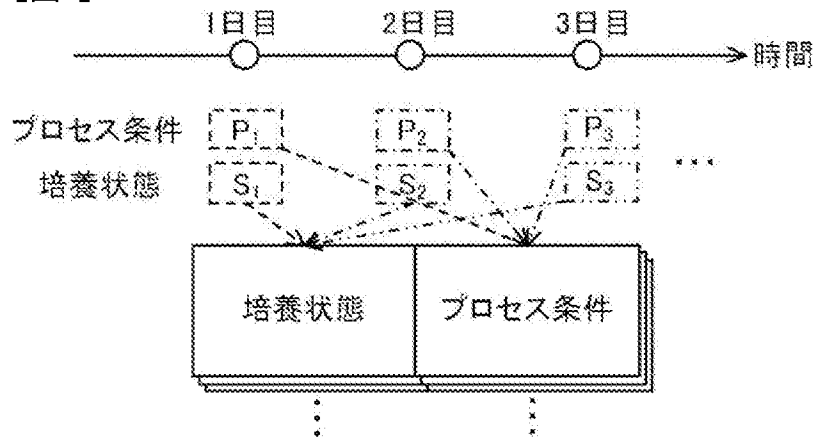 1日目 2日目 3日目
時間
プロセス条件 P₁ P₂ P₃
培養状態 S₁ S₂ S₃ ...
培養状態 プロセス条件